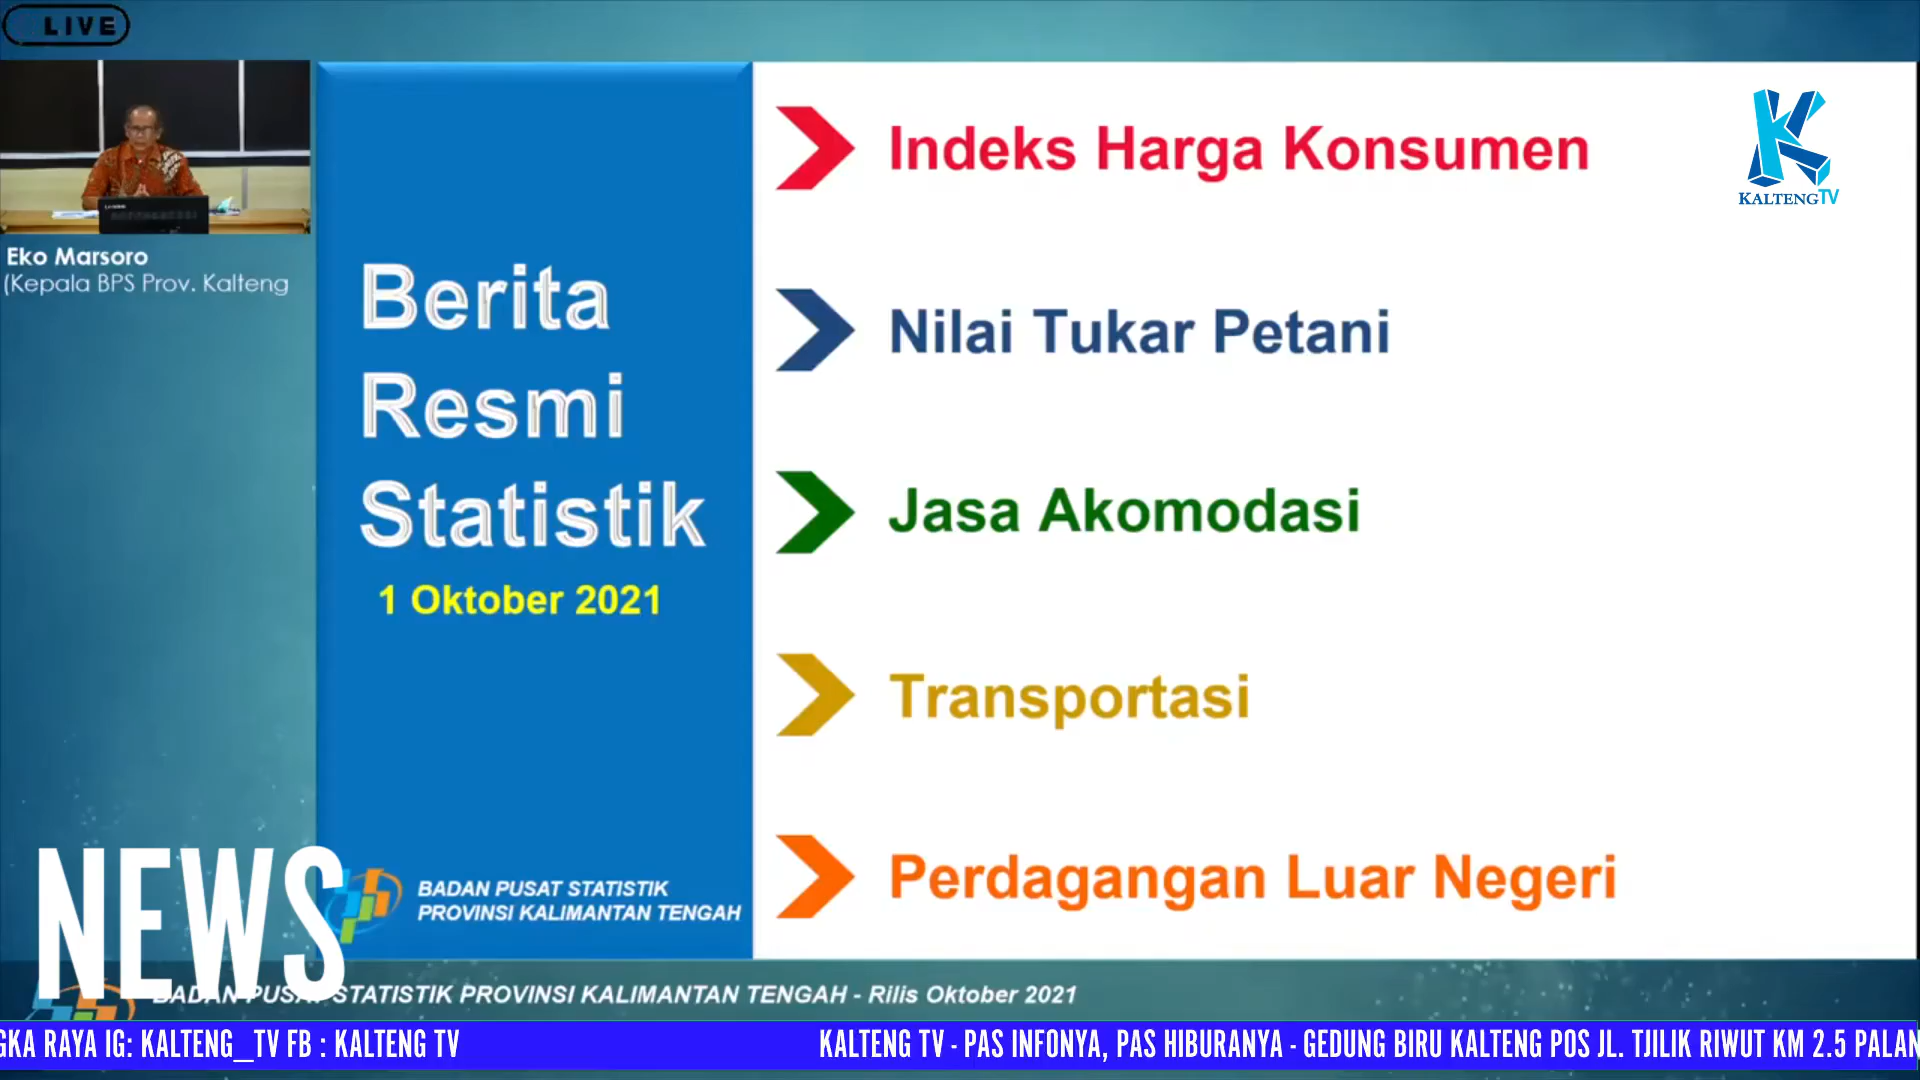 LIVE
Eko Marsoro
(Kepala BPS Prov. Kalteng
Berita
Resmi
Statistik
1 Oktober 2021
BADAN PUSAT STATISTIK
PROVINSI KALIMANTAN TENGAH
Indeks Harga Konsumen
Nilai Tukar Petani
Jasa Akomodasi
Transportasi
Perdagangan Luar Negeri
KALTENGTV
NEWS
BADAN PUSAT STATISTIK PROVINSI KALIMANTAN TENGAH - Rilis Oktober 2021
GKA RAYA IG: KALTENG_TV FB : KALTENG TV KALTENG TV - PAS INFONYA, PAS HIBURANYA - GEDUNG BIRU KALTENG POS JL. TJILIK RIWUT KM 2.5 PALAN